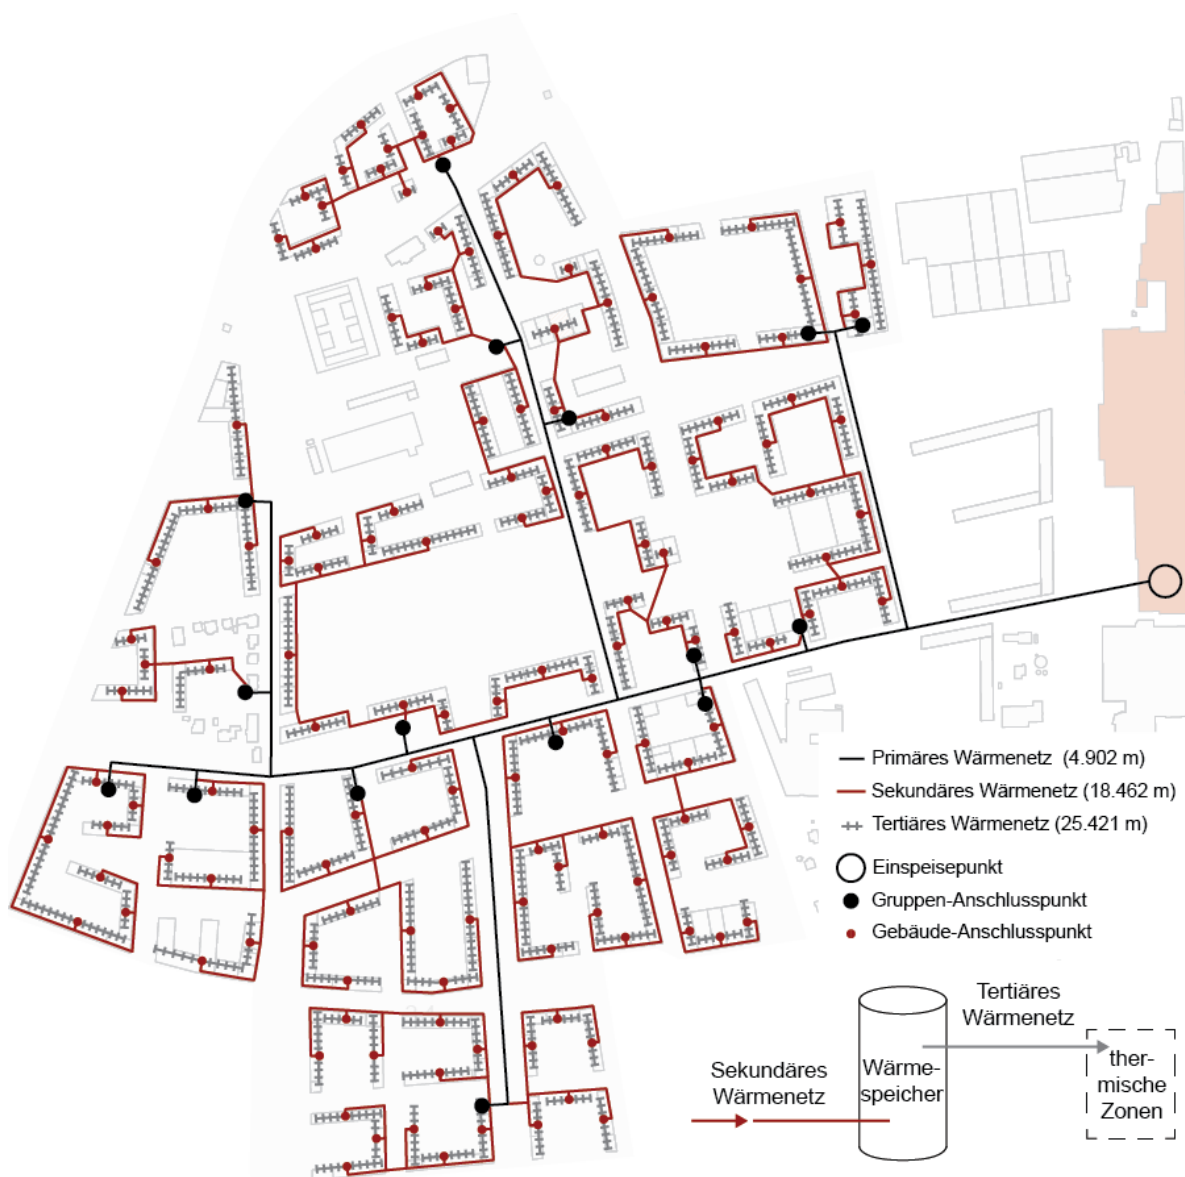 Primäres Wärmenetz (4.902 m)
Sekundäres Wärmenetz (18.462 m)
Tertiäres Wärmenetz (25.421 m)
Einspeisepunkt
Gruppen-Anschlusspunkt
Gebäude-Anschlusspunkt
Tertiäres
Wärmenetz
Sekundäres
Wärmenetz
Wärme-
speicher
ther-
mische
Zonen